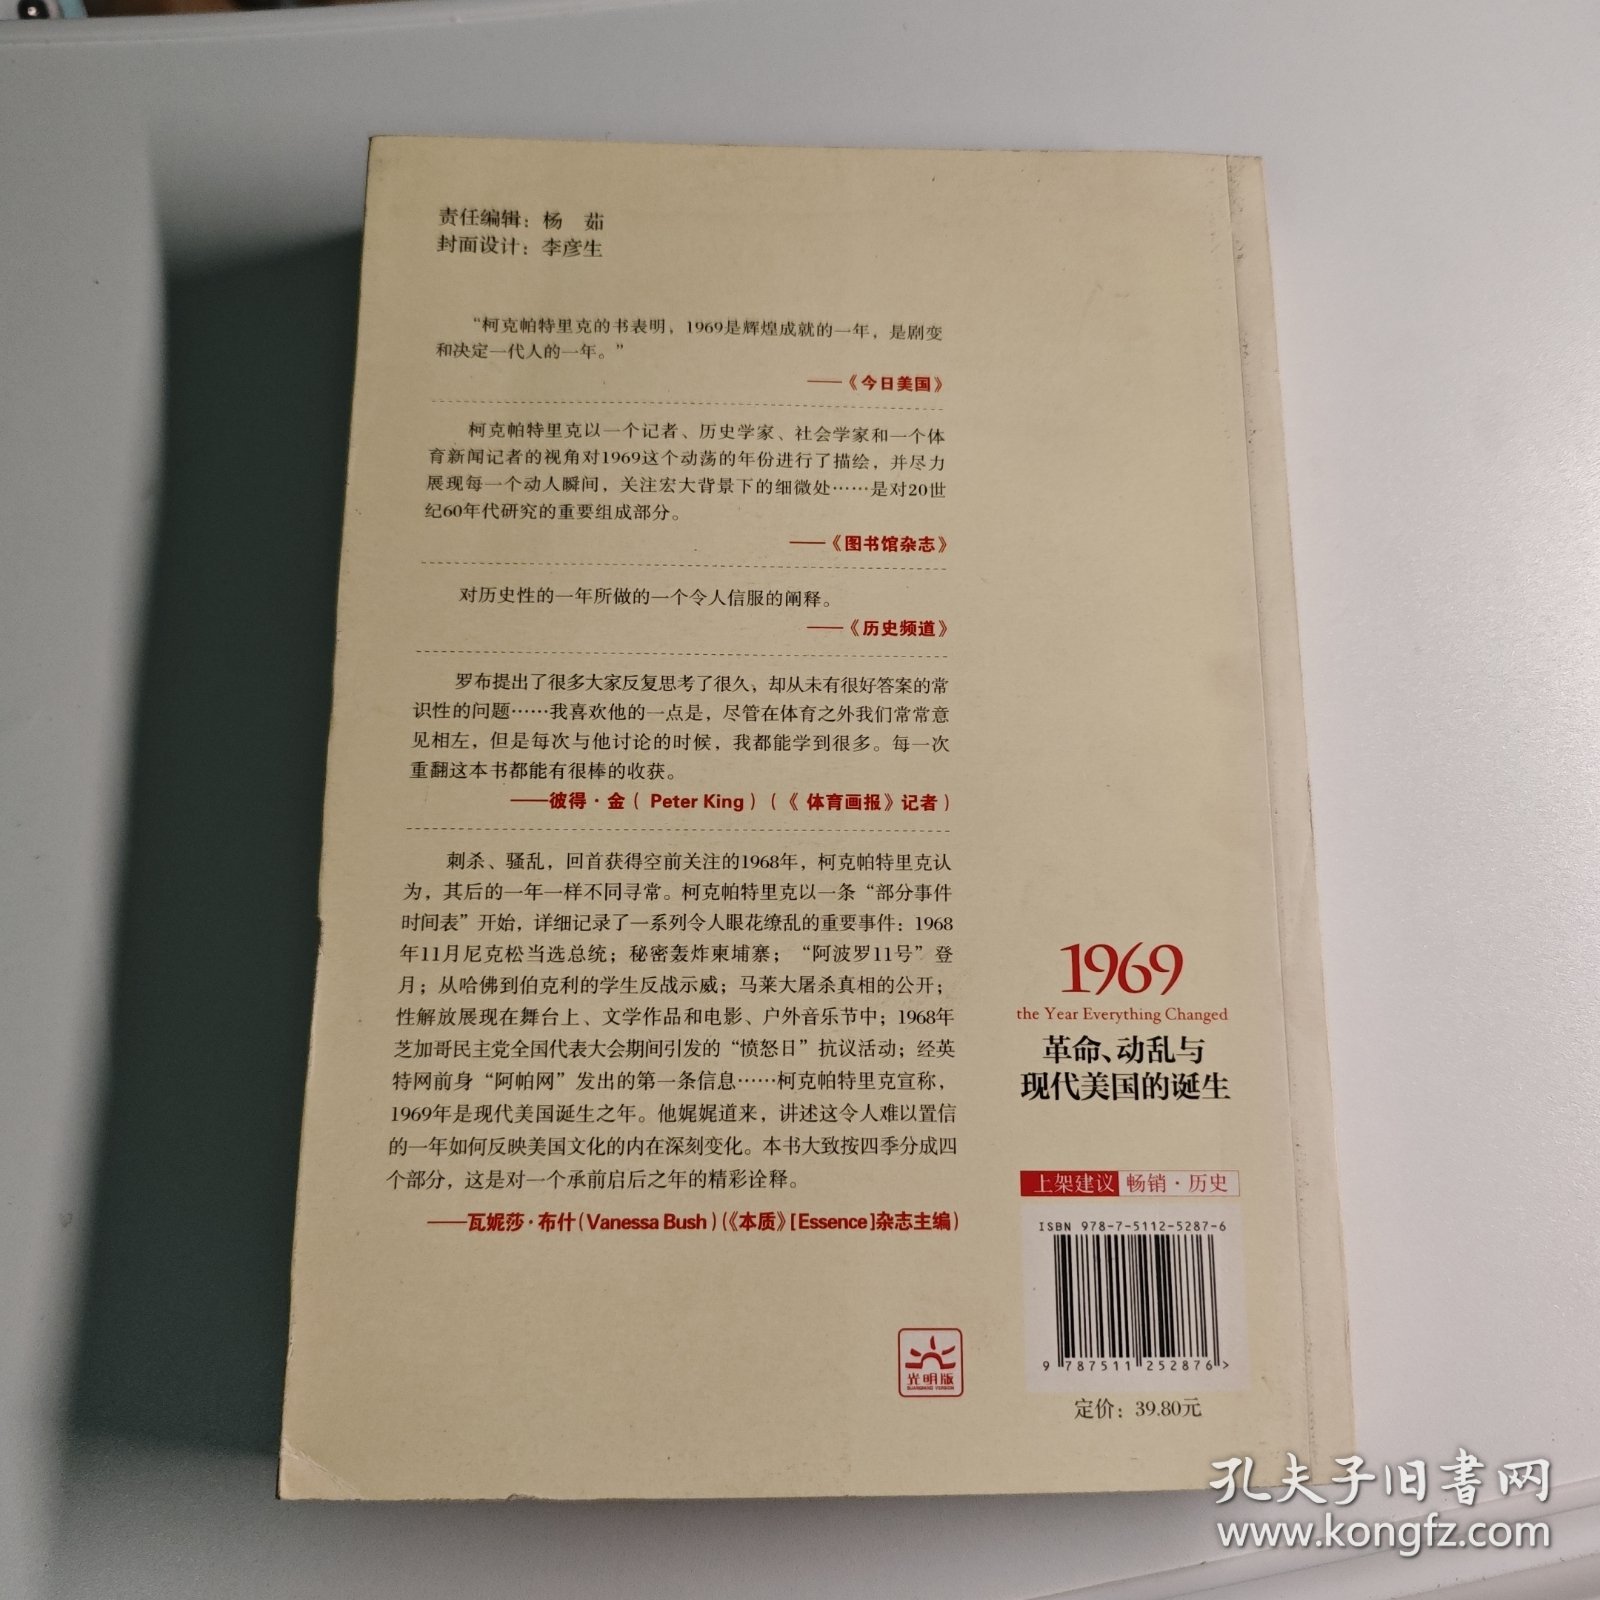 责任编辑：杨 茹
封面设计：李彦生
“柯克帕特里克的书表明，1969是辉煌成就的一年，是剧变
和决定一代人的一年。”
——《今日美国》
柯克帕特里克以一个记者、历史学家、社会学家和一个体
育新闻记者的视角对1969这个动荡的年份进行了描绘，并尽力
展现每一个动人瞬间，关注宏大背景下的细微处……是对20世
纪60年代研究的重要组成部分。
——《图书馆杂志》
对历史性的一年所做的一个令人信服的阐释。
——《历史频道》
罗布提出了很多大家反复思考了很久，却从未有很好答案的常
识性的问题……我喜欢他的一点是，尽管在体育之外我们常常意
见相左，但是每次与他讨论的时候，我都能学到很多。每一次
重翻这本书都能有很棒的收获。
——彼得·金（ Peter King）（《 体育画报》记者）
刺杀、骚乱，回首获得空前关注的1968年，柯克帕特里克认
为，其后的一年一样不同寻常。柯克帕特里克以一条“部分事件
时间表”开始，详细记录了一系列令人眼花缭乱的重要事件：1968
年11月尼克松当选总统；秘密轰炸柬埔寨；“阿波罗11号”登
月；从哈佛到伯克利的学生反战示威；马莱大屠杀真相的公开；
性解放展现在舞台上、文学作品和电影、户外音乐节中；1968年
芝加哥民主党全国代表大会期间引发的“愤怒日”抗议活动；经英
特网前身“阿帕网”发出的第一条信息……柯克帕特里克宣称，
1969年是现代美国诞生之年。他娓娓道来，讲述这令人难以置信
的一年如何反映美国文化的内在深刻变化。本书大致按四季分成四
个部分，这是对一个承前启后之年的精彩诠释。
——瓦妮莎·布什（Vanessa Bush）（《本质》[Essence]杂志主编）
1969
the Year Everything Changed
革命、动乱与
现代美国的诞生
上架建议 畅销·历史
ISBN 978-7-5112-5287-6
9 787511 252876 >
定价：39.80元
光明版
GUANGMING VERSION
孔夫子旧书网
www.kongfz.com